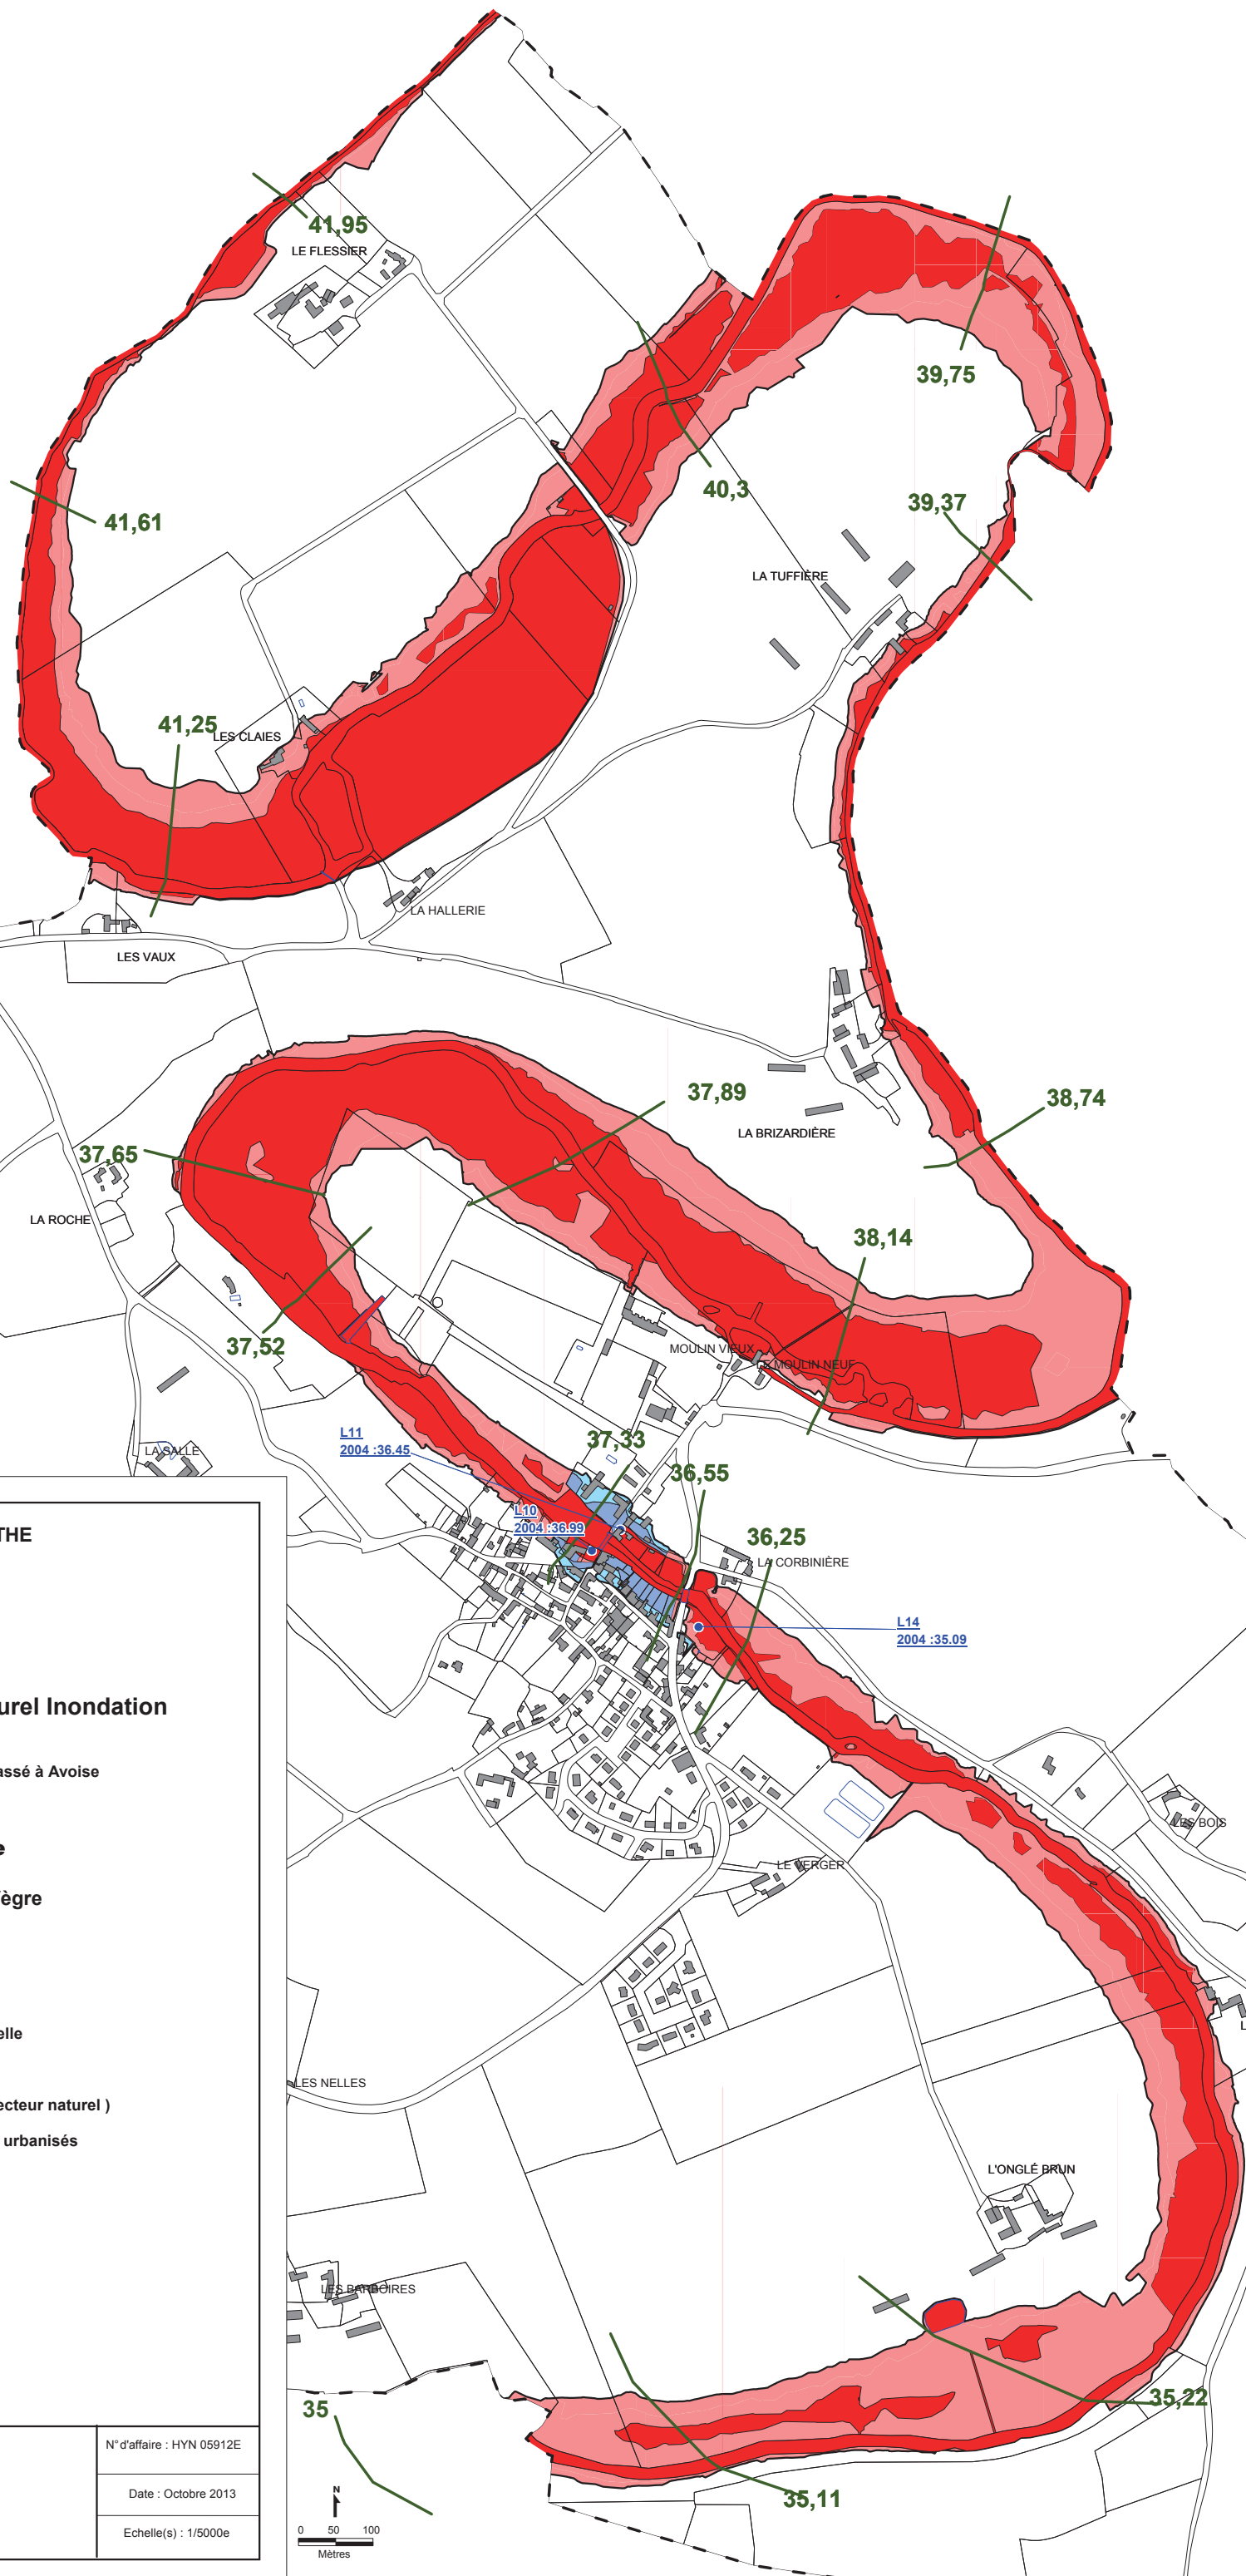 41,95
LE FLESSIER
39,75
40,3
39,37
41,61
LA TUFFIÈRE
41,25
LES CLAIES
LA HALLERIE
LES VAUX
37,89
38,74
LA BRIZARDIÈRE
37,65
LA ROCHE
38,14
37,52
MOULIN VIEUX
LE MOULIN NEUF
L11
2004 :36.45
37,33
LA SALLE
36,55
L10
2004 :36.99
36,25
LA CORBINIÈRE
L14
2004 :35.09
THE
urel Inondation
assé à Avoise
e
ègre
LES BOIS
LE VERGER
elle
LES NELLES
ecteur naturel )
urbanisés
L'ONGLÉ BRUN
LES BARBOIRES
35,22
35
35,11
N
0 50 100
Mètres
N°d'affaire : HYN 05912E
Date : Octobre 2013
Echelle(s) : 1/5000e